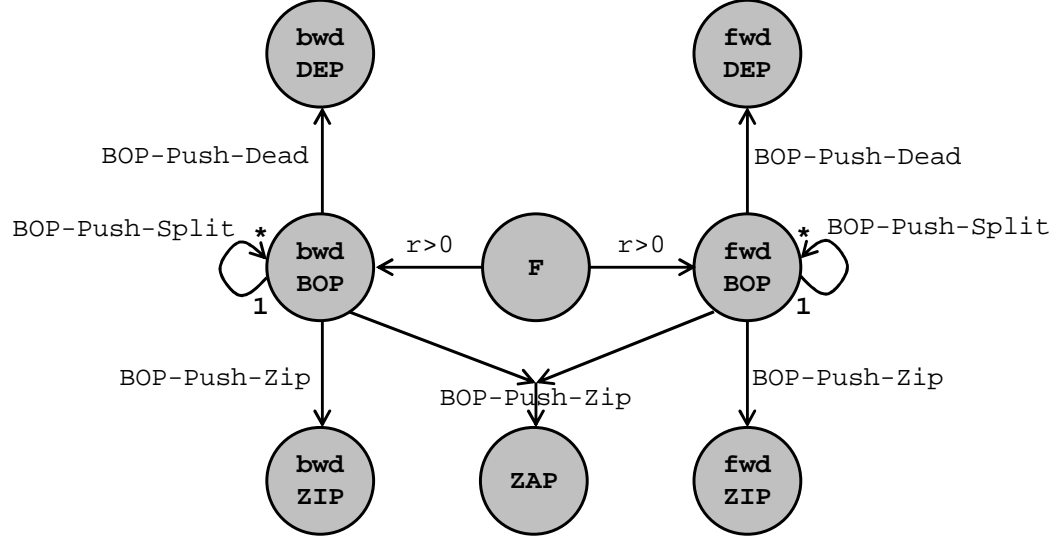 bwd
DEP
fwd
DEP
BOP-Push-Dead
BOP-Push-Dead
BOP-Push-Split
*
1
bwd
BOP
r>0
F
r>0
fwd
BOP
*
1
BOP-Push-Split
BOP-Push-Zip
BOP-Push-Zip
BOP-Push-Zip
bwd
ZIP
ZAP
fwd
ZIP